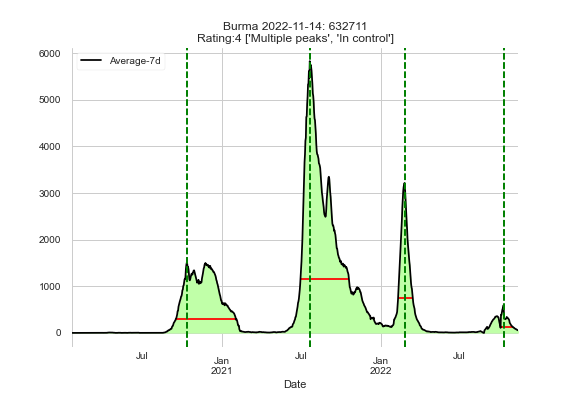 Burma 2022-11-14: 632711
Rating:4 ['Multiple peaks', 'In control']
Average-7d
6000
5000
4000
3000
2000
1000
0
Jul
Jan
2021
Jul
Jan
2022
Jul
Date